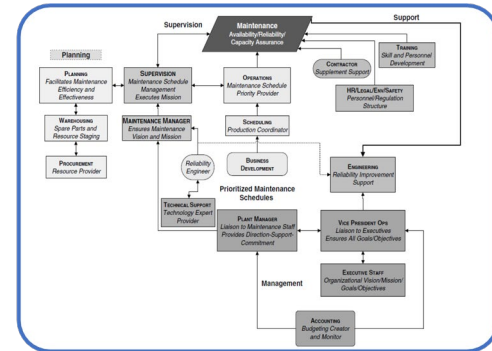 Supervision
Maintenance
Availability/Reliability/
Capacity Assurance
Support
Planning
PLANNING
Facilitates Maintenance
Efficiency and
Effectiveness
SUPERVISION
Maintenance Schedule
Management
Executes Mission
OPERATIONS
Maintenance Schedule
Priority Provider
CONTRACTOR
Supplement Support
TRAINING
Skill and Personnel
Development
HR/LEGAL/ENV/SAFETY
Personnel/Regulation
Structure
WAREHOUSING
Spare Parts and
Resource Staging
MAINTENANCE MANAGER
Ensures Maintenance
Vision and Mission
SCHEDULING
Production Coordinator
PROCUREMENT
Resource Provider
Reliability
Engineer
BUSINESS
DEVELOPMENT
ENGINEERING
Reliability Improvement
Support
Prioritized Maintenance
Schedules
TECHNICAL SUPPORT
Technology Expert
Provider
PLANT MANAGER
Liaison to Maintenance Staff
Provides Direction-Support-
Commitment
VICE PRESIDENT OPS
Liaison to Executives
Ensures All Goals/Objectives
Management
EXECUTIVE STAFF
Organizational Vision/Mission/
Goals/Objectives
ACCOUNTING
Budgeting Creator
and Monitor